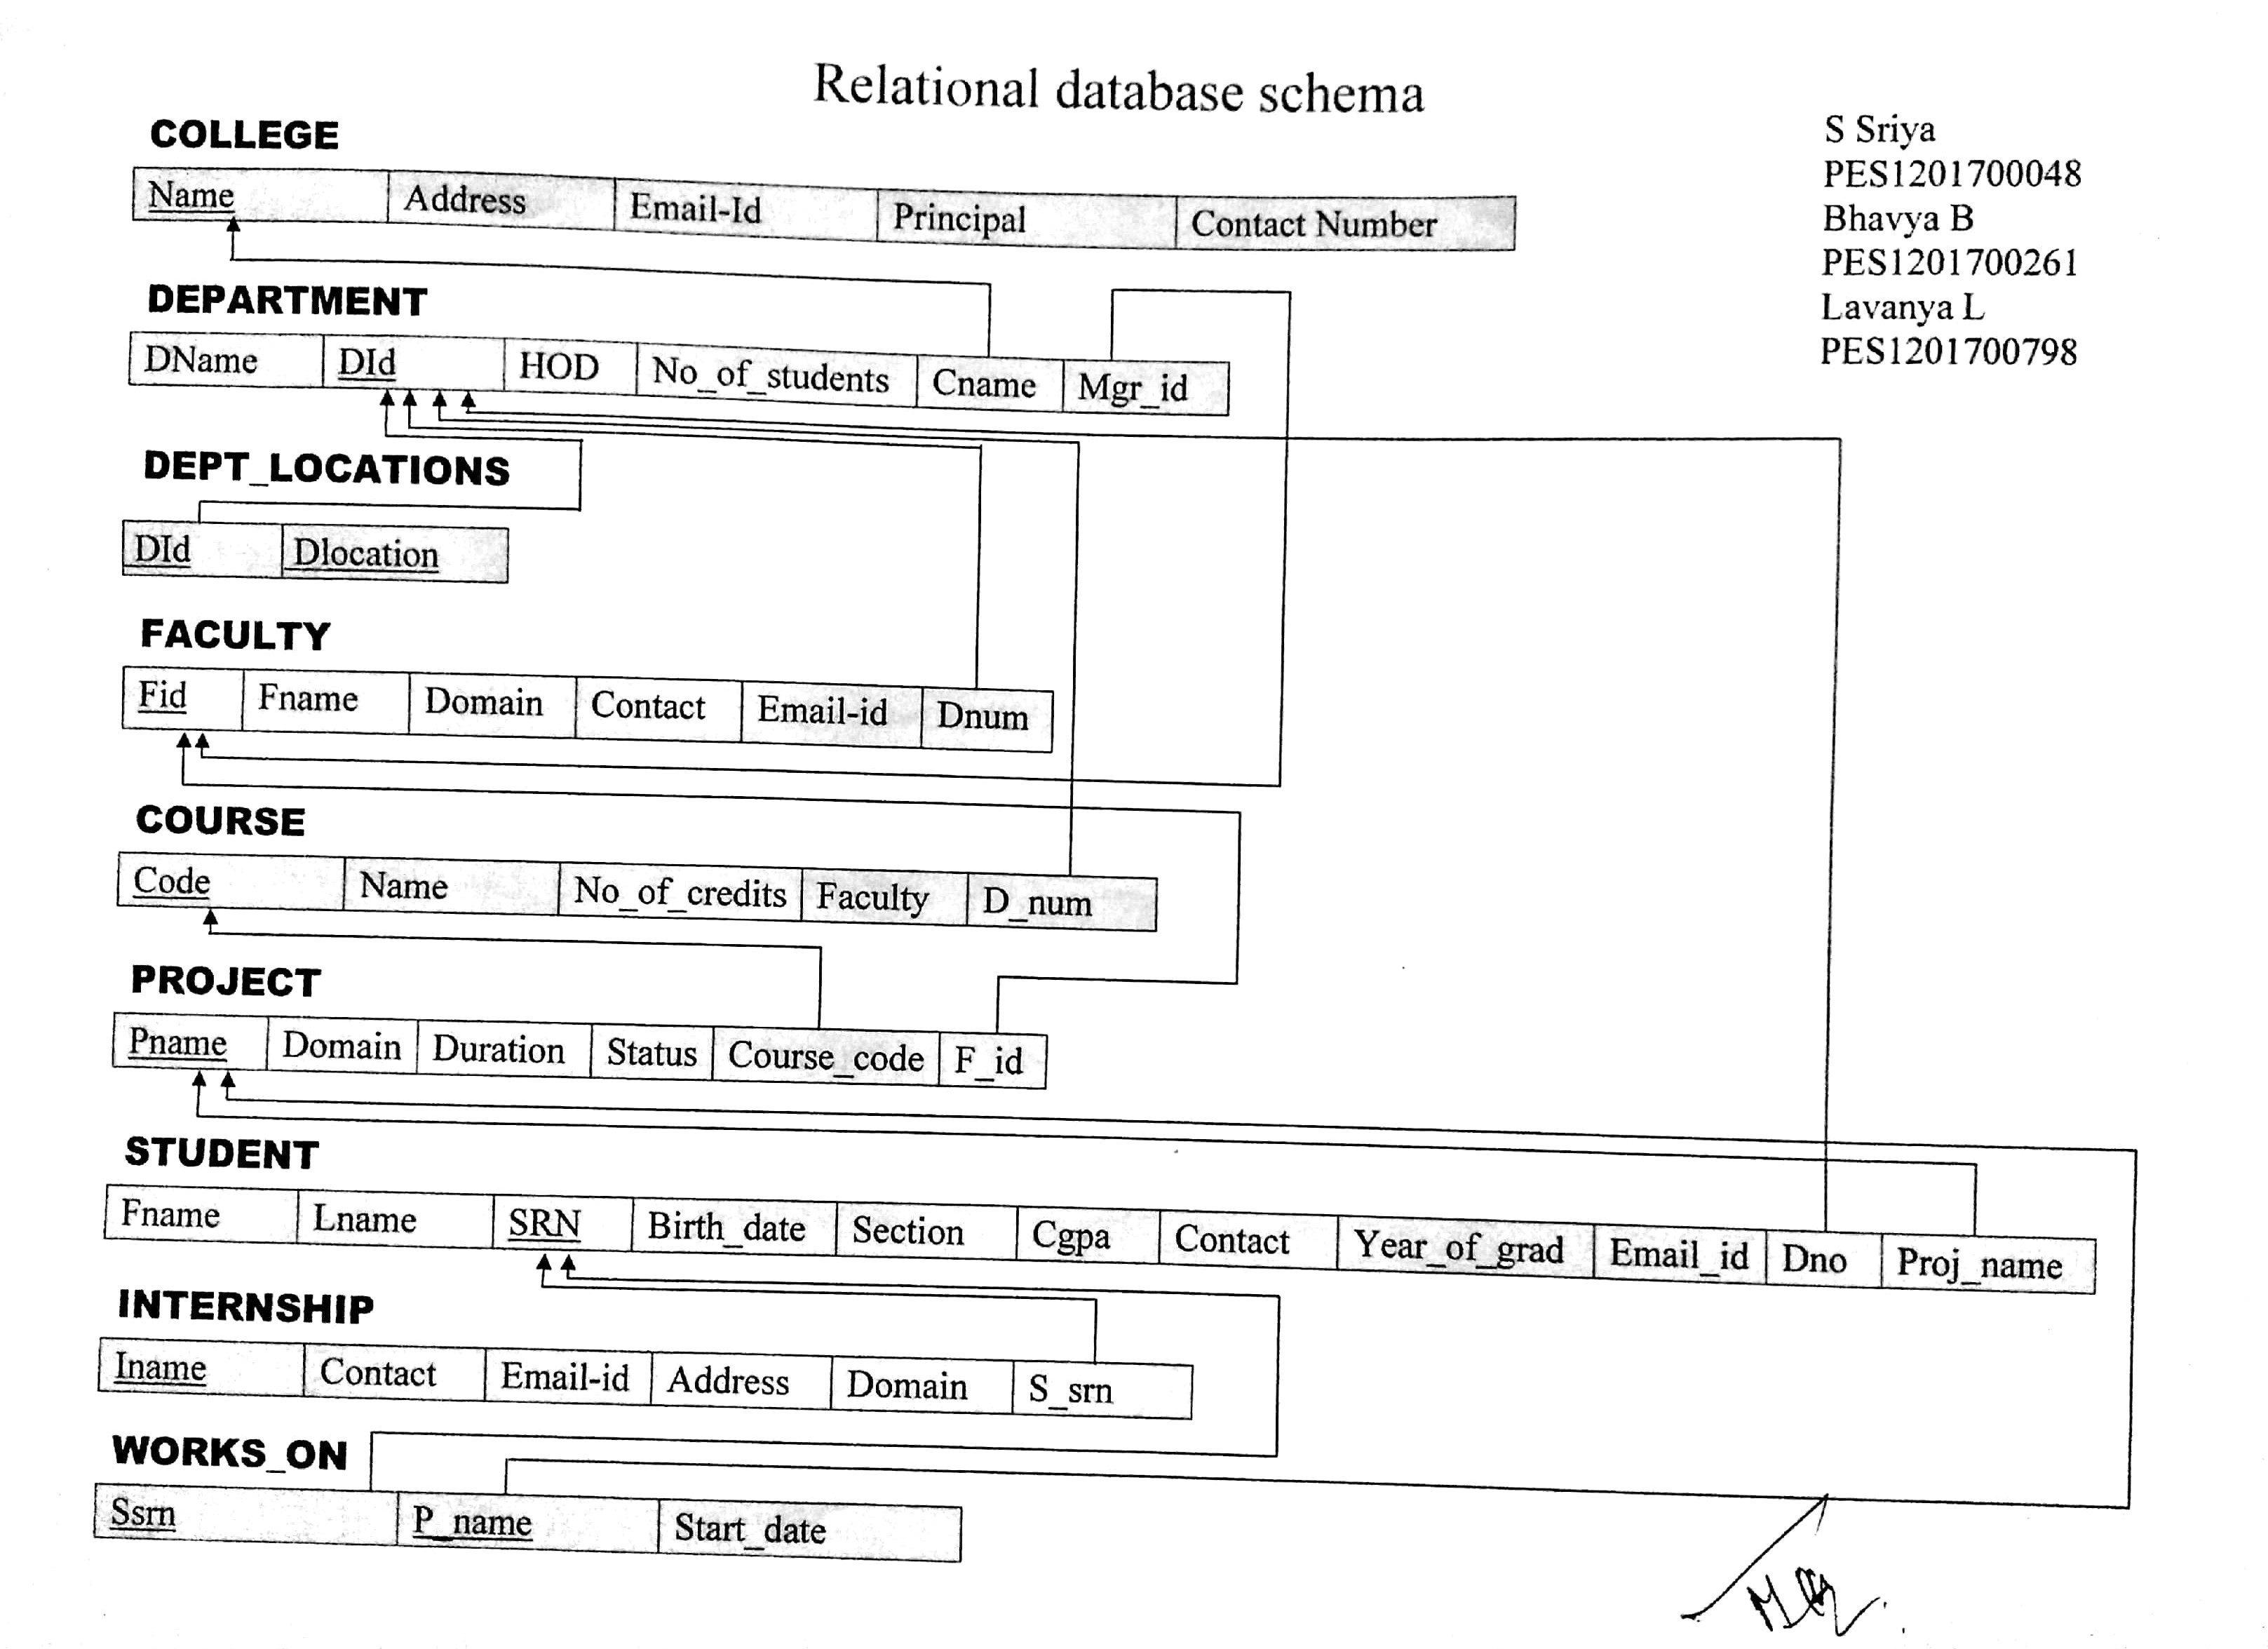 Relational database schema
S Sriya
PES1201700048
Bhavya B
PES1201700261
Lavanya L
PES1201700798
COLLEGE
Name Address Email-Id Principal Contact Number
DEPARTMENT
DName DId HOD No_of_students Cname Mgr_id
DEPT_LOCATIONS
DId Dlocation
FACULTY
Fid Fname Domain Contact Email-id Dnum
COURSE
Code Name No_of_credits Faculty D_num
PROJECT
Pname Domain Duration Status Course_code F_id
STUDENT
Fname Lname SRN Birth_date Section Cgpa Contact Year_of_grad Email_id Dno Proj_name
INTERNSHIP
Iname Contact Email-id Address Domain S_srn
WORKS_ON
Ssrn P_name Start_date